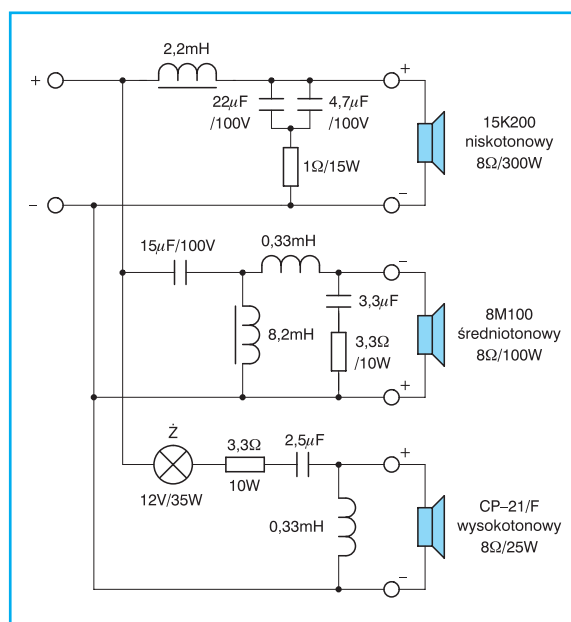 2,2mH
+
22μF
/100V
4,7μF
/100V
1Ω/15W
+
15K200
niskotonowy
8Ω/300W
−
−
15μF/100V
0,33mH
−
8,2mH
3,3μF
3,3Ω
/10W
8M100
średniotonowy
8Ω/100W
+
Ż
12V/35W
3,3Ω
10W
2,5μF
+
0,33mH
CP–21/F
wysokotonowy
8Ω/25W
−